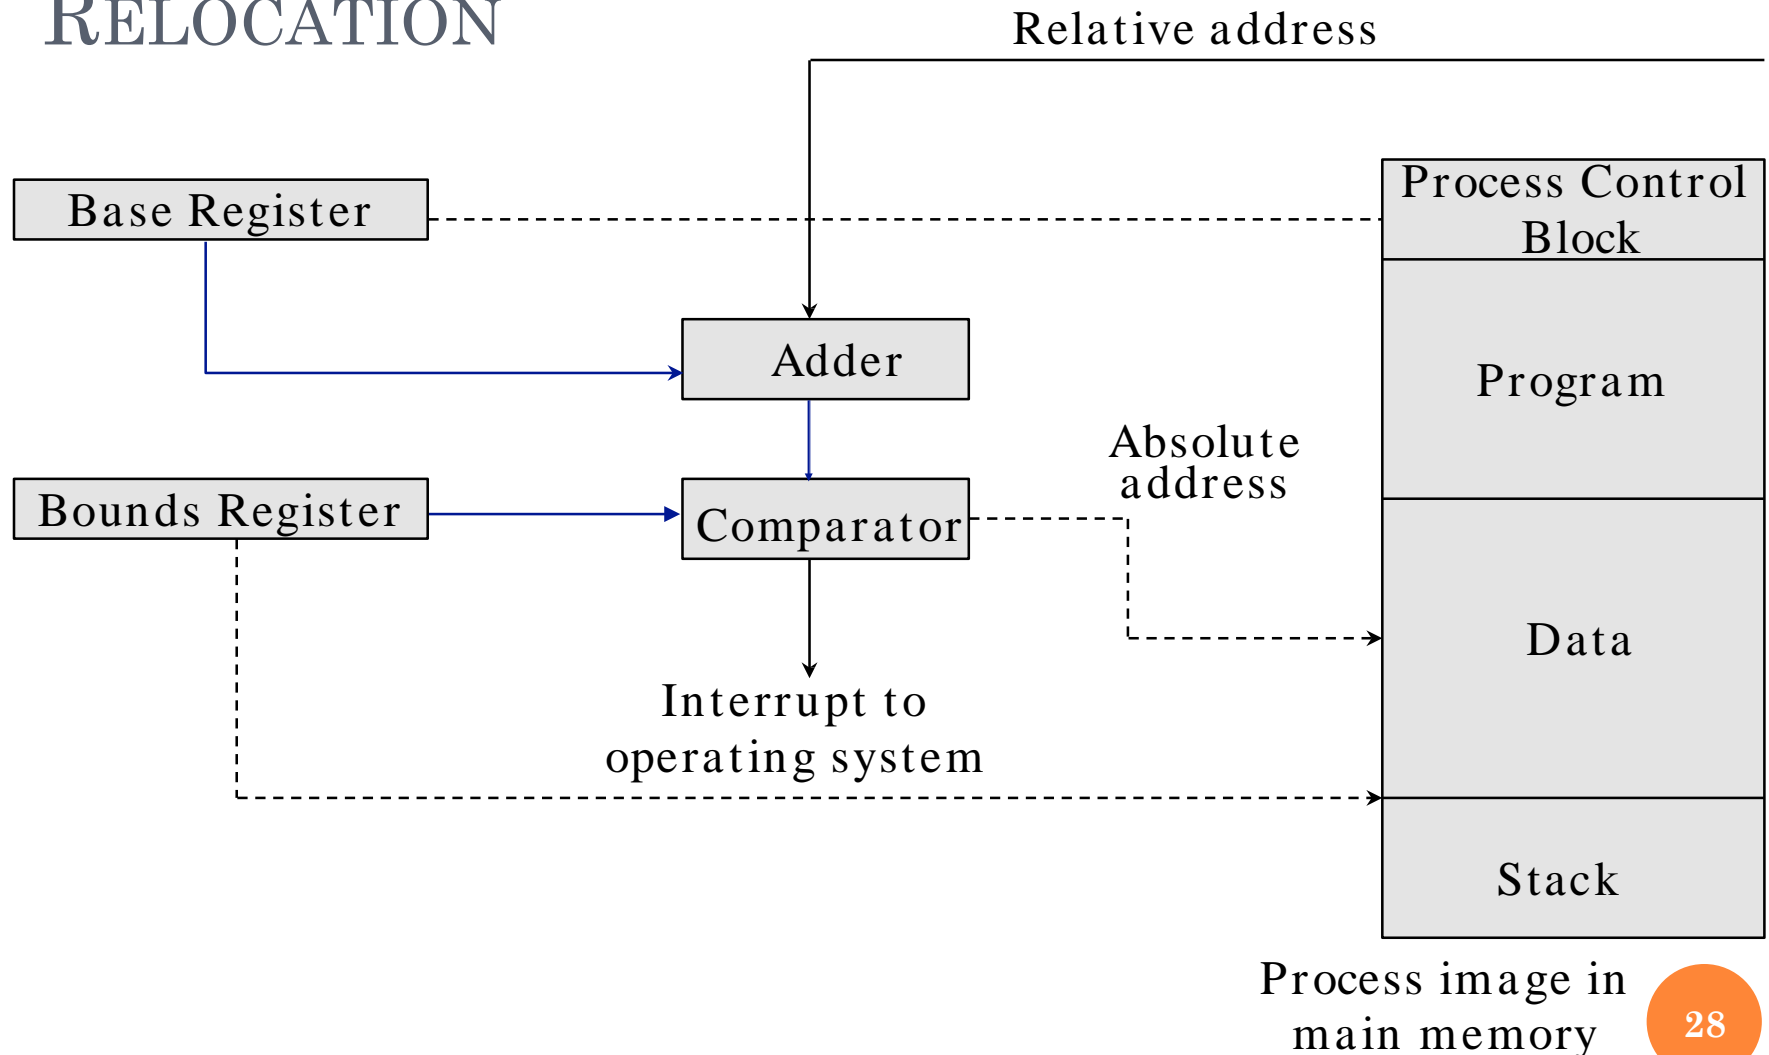 RELOCATION
Relative address
Base Register
Process Control
Block
Adder
Program
Absolute
address
Bounds Register
Comparator
Data
Interrupt to
operating system
Stack
Process image in
main memory
28